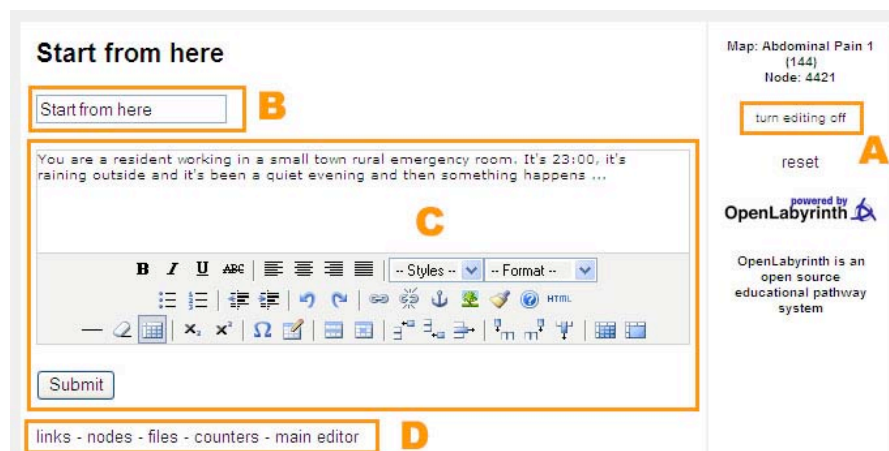 Start from here
Start from here
B
You are a resident working in a small town rural emergency room. It's 23:00, it's
raining outside and it's been a quiet evening and then something happens ...
C
B I U ABC -- Styles -- -- Format --
HTML
x₂ x² Ω
Submit
links - nodes - files - counters - main editor
D
Map: Abdominal Pain 1
(144)
Node: 4421
turn editing off
A
reset
powered by
OpenLabyrinth
OpenLabyrinth is an
open source
educational pathway
system